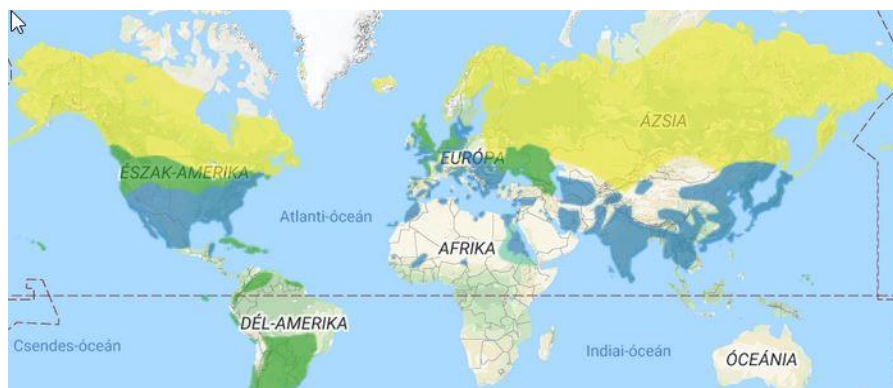 ÁZSIA
EURÓPA
ÉSZAK-AMERIKA
Atlanti-óceán
AFRIKA
DÉL-AMERIKA
Csendes-óceán
Indiai-óceán
ÓCEÁNIA